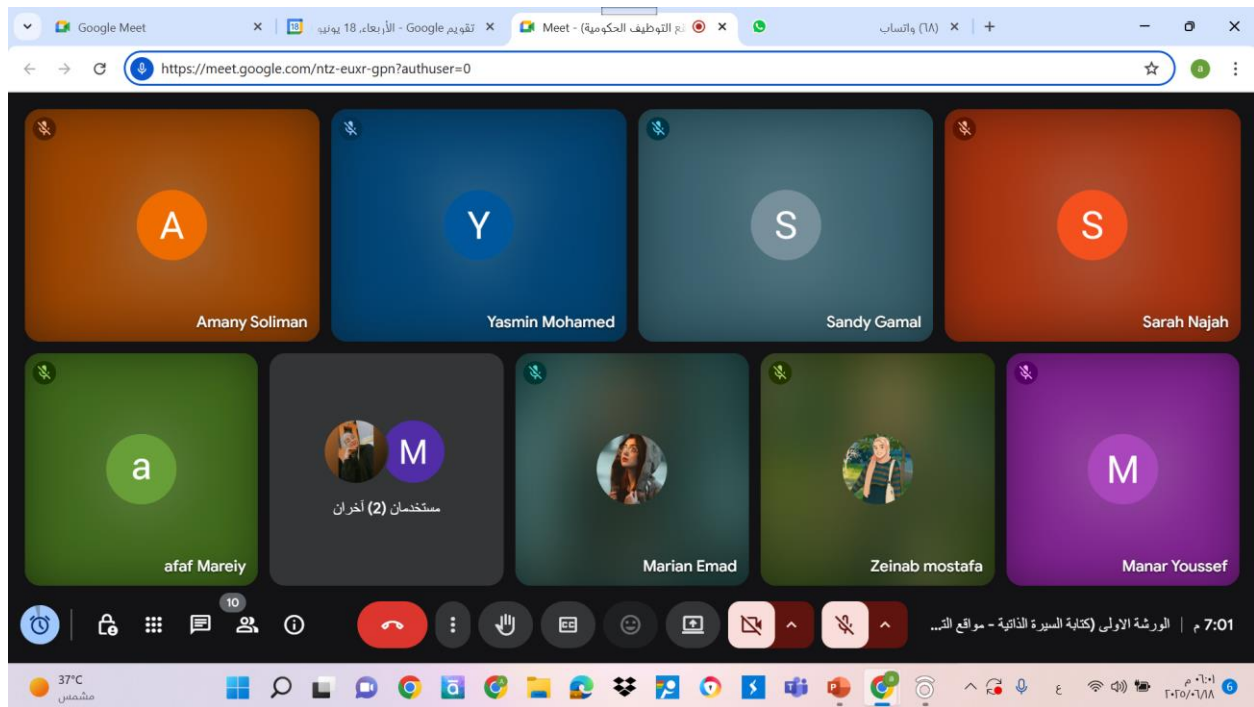 Google Meet
18
تقويم Google - الأربعاء, 18 يونيو
Meet - (ع التوظيف الحكومية
(٦٨) واتساب
https://meet.google.com/ntz-euxr-gpn?authuser=0
a
A
Amany Soliman
Y
Yasmin Mohamed
S
Sandy Gamal
S
Sarah Najah
a
afaf Mareiy
M
مستخدمان (2) آخران
Marian Emad
Zeinab mostafa
M
Manar Youssef
10
CC
7:01 م | الورشة الاولى (كتابة السيرة الذاتية - مواقع التـ...
37°C
مشمس
ع
٢٠٢٥/٠٦/١٨
6